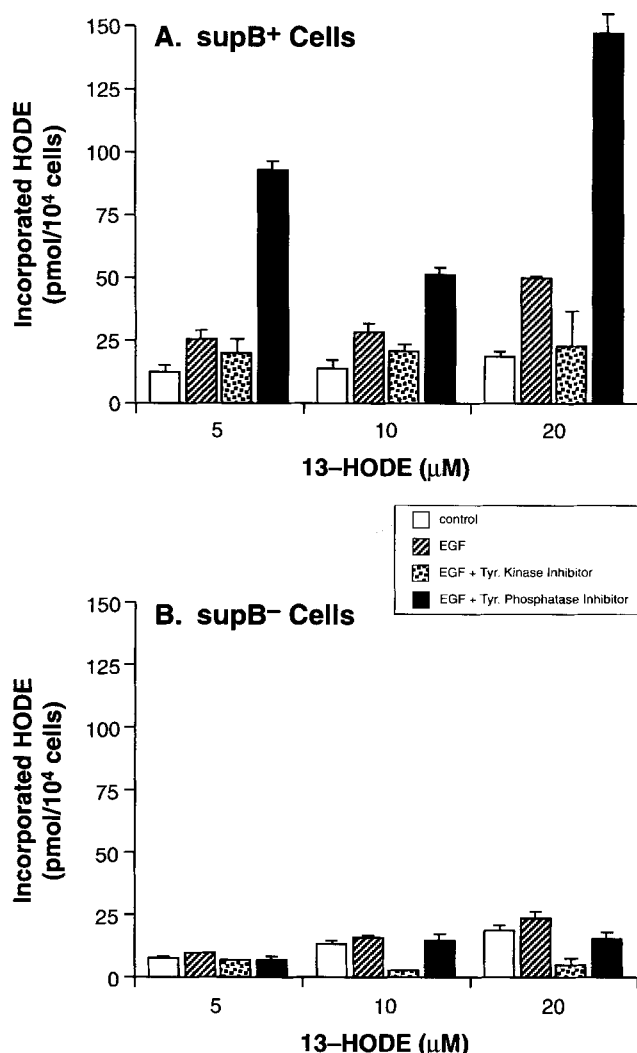 A. supB+ Cells
Incorporated HODE
(pmol/10⁴ cells)
150
125
100
75
50
25
0
5 10 20
13–HODE (μM)
control
EGF
EGF + Tyr. Kinase Inhibitor
EGF + Tyr. Phosphatase Inhibitor
B. supB– Cells
Incorporated HODE
(pmol/10⁴ cells)
150
125
100
75
50
25
0
5 10 20
13–HODE (μM)